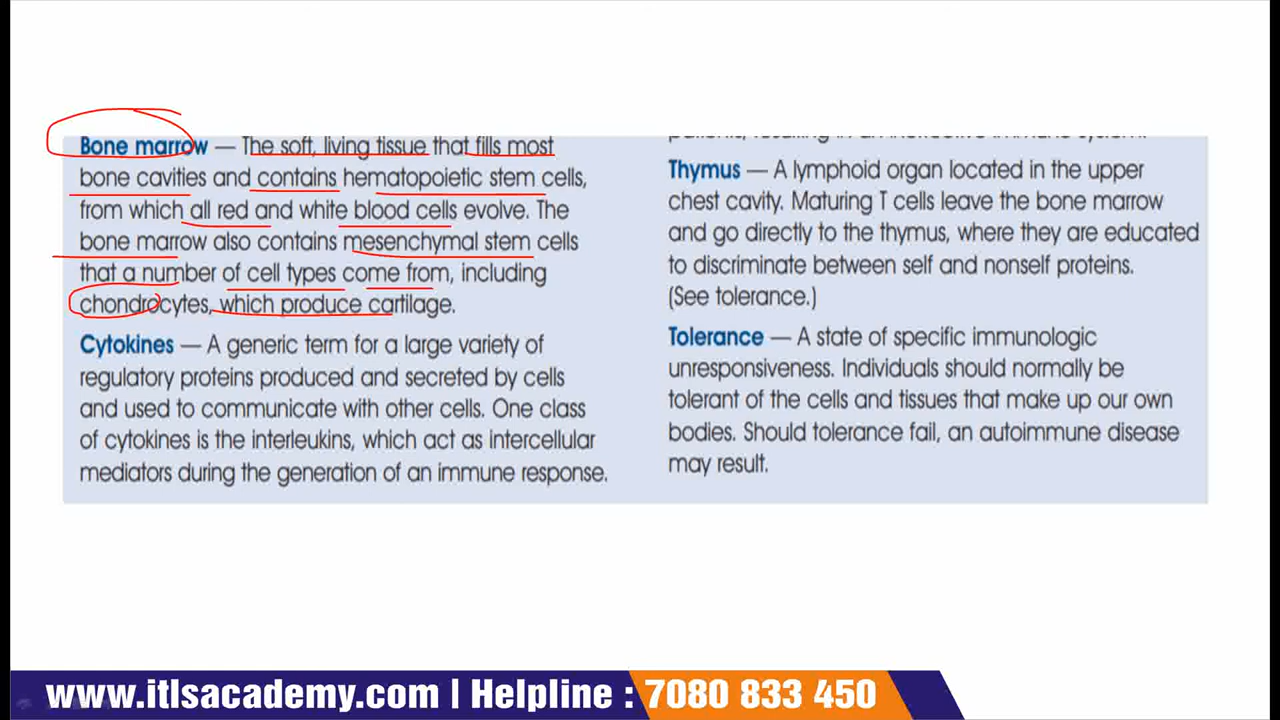 Bone marrow — The soft, living tissue that fills most
bone cavities and contains hematopoietic stem cells,
from which all red and white blood cells evolve. The
bone marrow also contains mesenchymal stem cells
that a number of cell types come from, including
chondrocytes, which produce cartilage.
Cytokines — A generic term for a large variety of
regulatory proteins produced and secreted by cells
and used to communicate with other cells. One class
of cytokines is the interleukins, which act as intercellular
mediators during the generation of an immune response.
Thymus — A lymphoid organ located in the upper
chest cavity. Maturing T cells leave the bone marrow
and go directly to the thymus, where they are educated
to discriminate between self and nonself proteins.
(See tolerance.)
Tolerance — A state of specific immunologic
unresponsiveness. Individuals should normally be
tolerant of the cells and tissues that make up our own
bodies. Should tolerance fail, an autoimmune disease
may result.
www.itlsacademy.com | Helpline : 7080 833 450